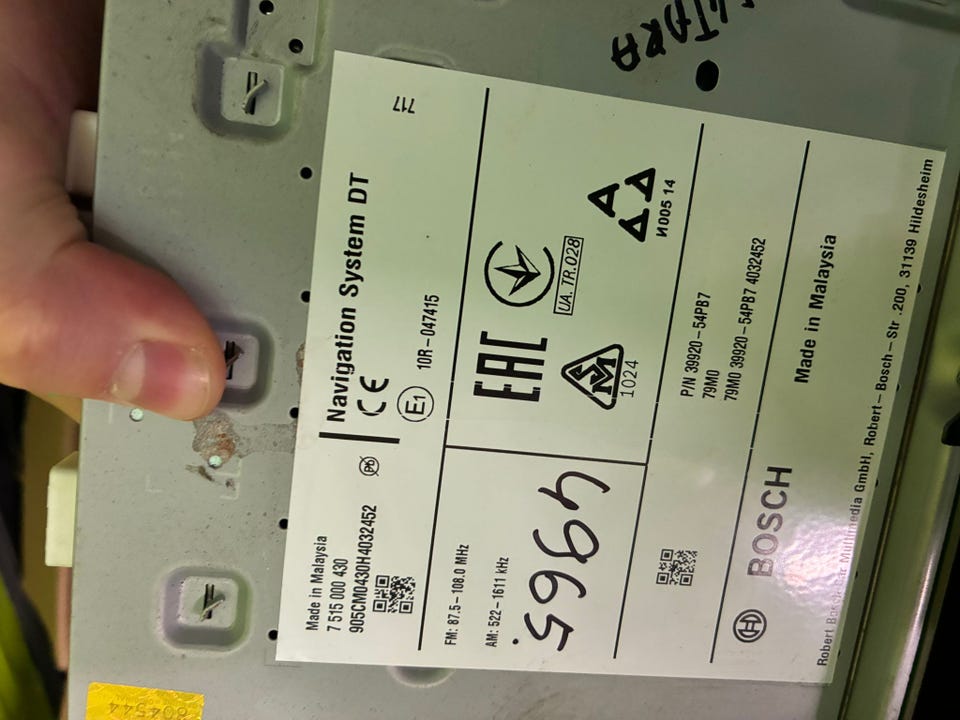 Made in Malaysia
7 515 000 430
905CM0430H4032452
Pb
Navigation System DT
CE
E1
10R-047415
717
FM: 87.5-108.0 MHz
AM: 522-1611 kHz
4965
EAC
UA.TR.028
1024
N005 14
P/N 39920-54PB7
79M0
79M0 39920-54PB7 4032452
BOSCH
Made in Malaysia
Robert Bosch Car Multimedia GmbH, Robert-Bosch-Str.200, 31139 Hildesheim